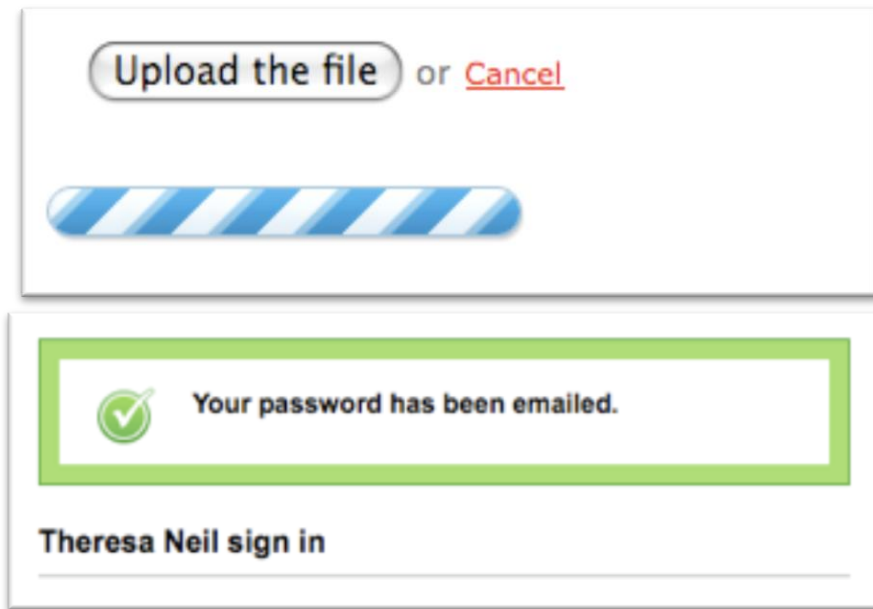 Upload the file or Cancel
Your password has been emailed.
Theresa Neil sign in